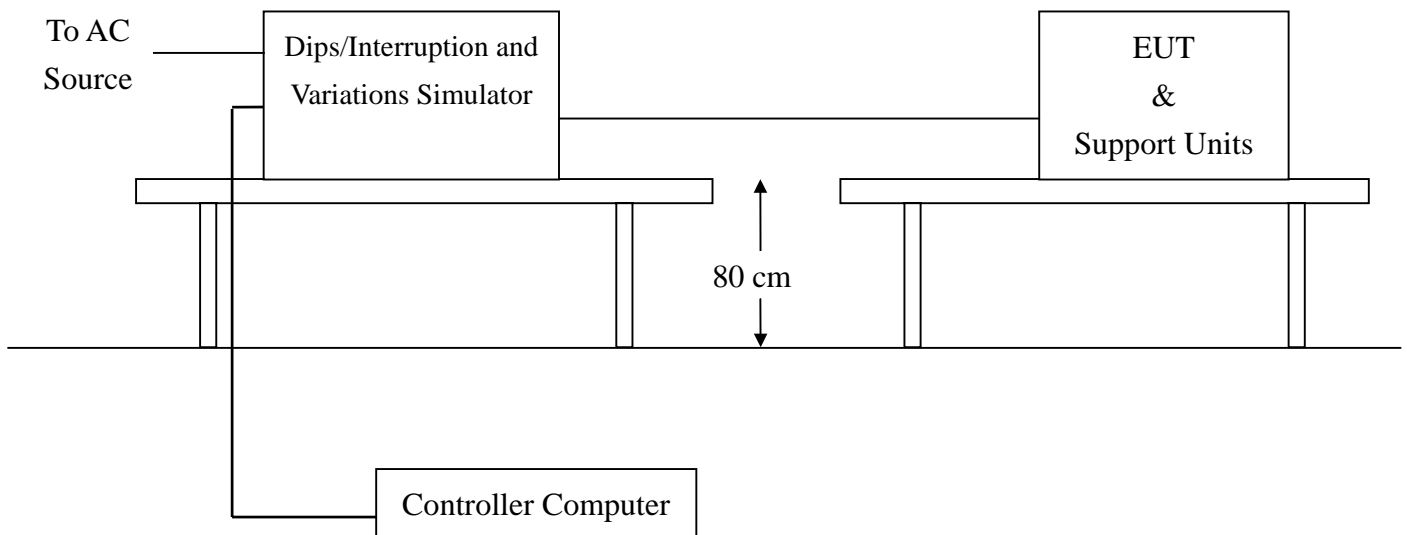 To AC
Source
Dips/Interruption and
Variations Simulator
EUT
&
Support Units
80 cm
Controller Computer